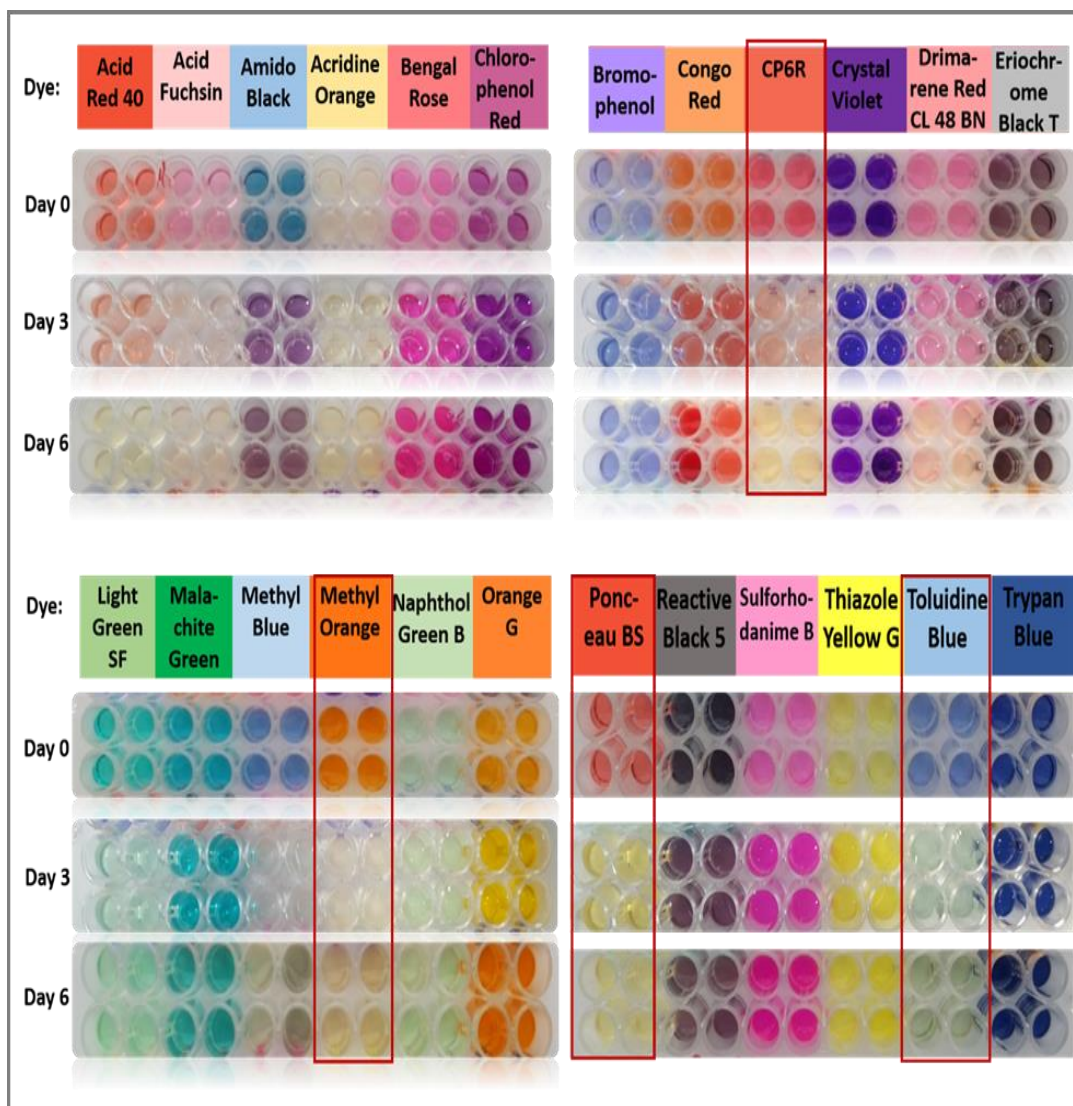 Dye:
Acid
Red 40
Acid
Fuchsin
Amido
Black
Acridine
Orange
Bengal
Rose
Chloro-
phenol
Red
Bromo-
phenol
Congo
Red
CP6R
Crystal
Violet
Drima-
rene Red
CL 48 BN
Eriochr-
ome
Black T
Day 0
Day 3
Day 6
Dye:
Light
Green
SF
Mala-
chite
Green
Methyl
Blue
Methyl
Orange
Naphthol
Green B
Orange
G
Ponc-
eau BS
Reactive
Black 5
Sulforho-
danime B
Thiazole
Yellow G
Toluidine
Blue
Trypan
Blue
Day 0
Day 3
Day 6